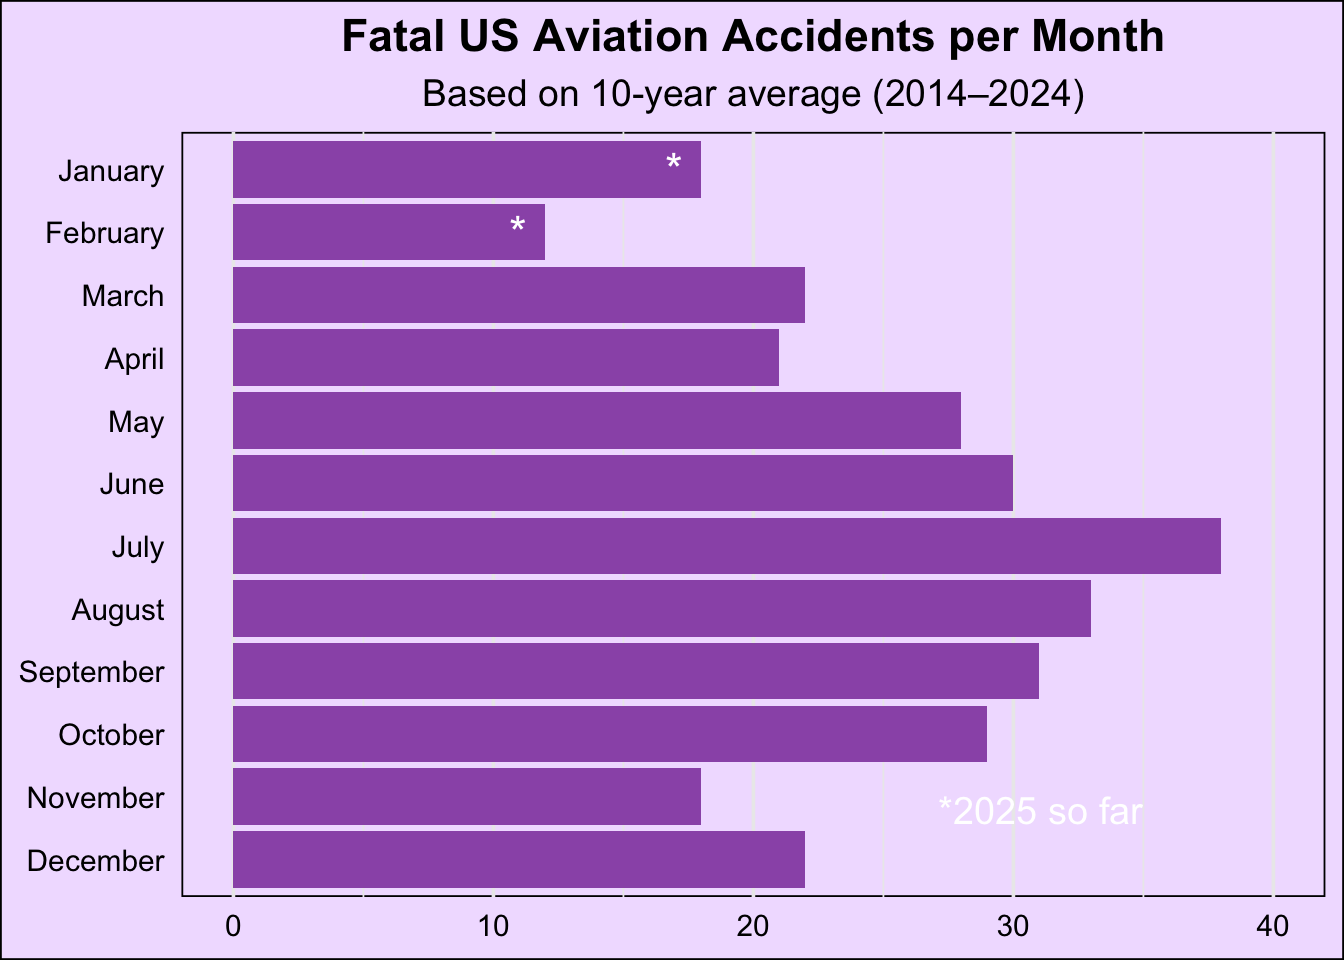 Fatal US Aviation Accidents per Month
Based on 10-year average (2014–2024)
January *
February *
March
April
May
June
July
August
September
October
November
*2025 so far
December
0 10 20 30 40